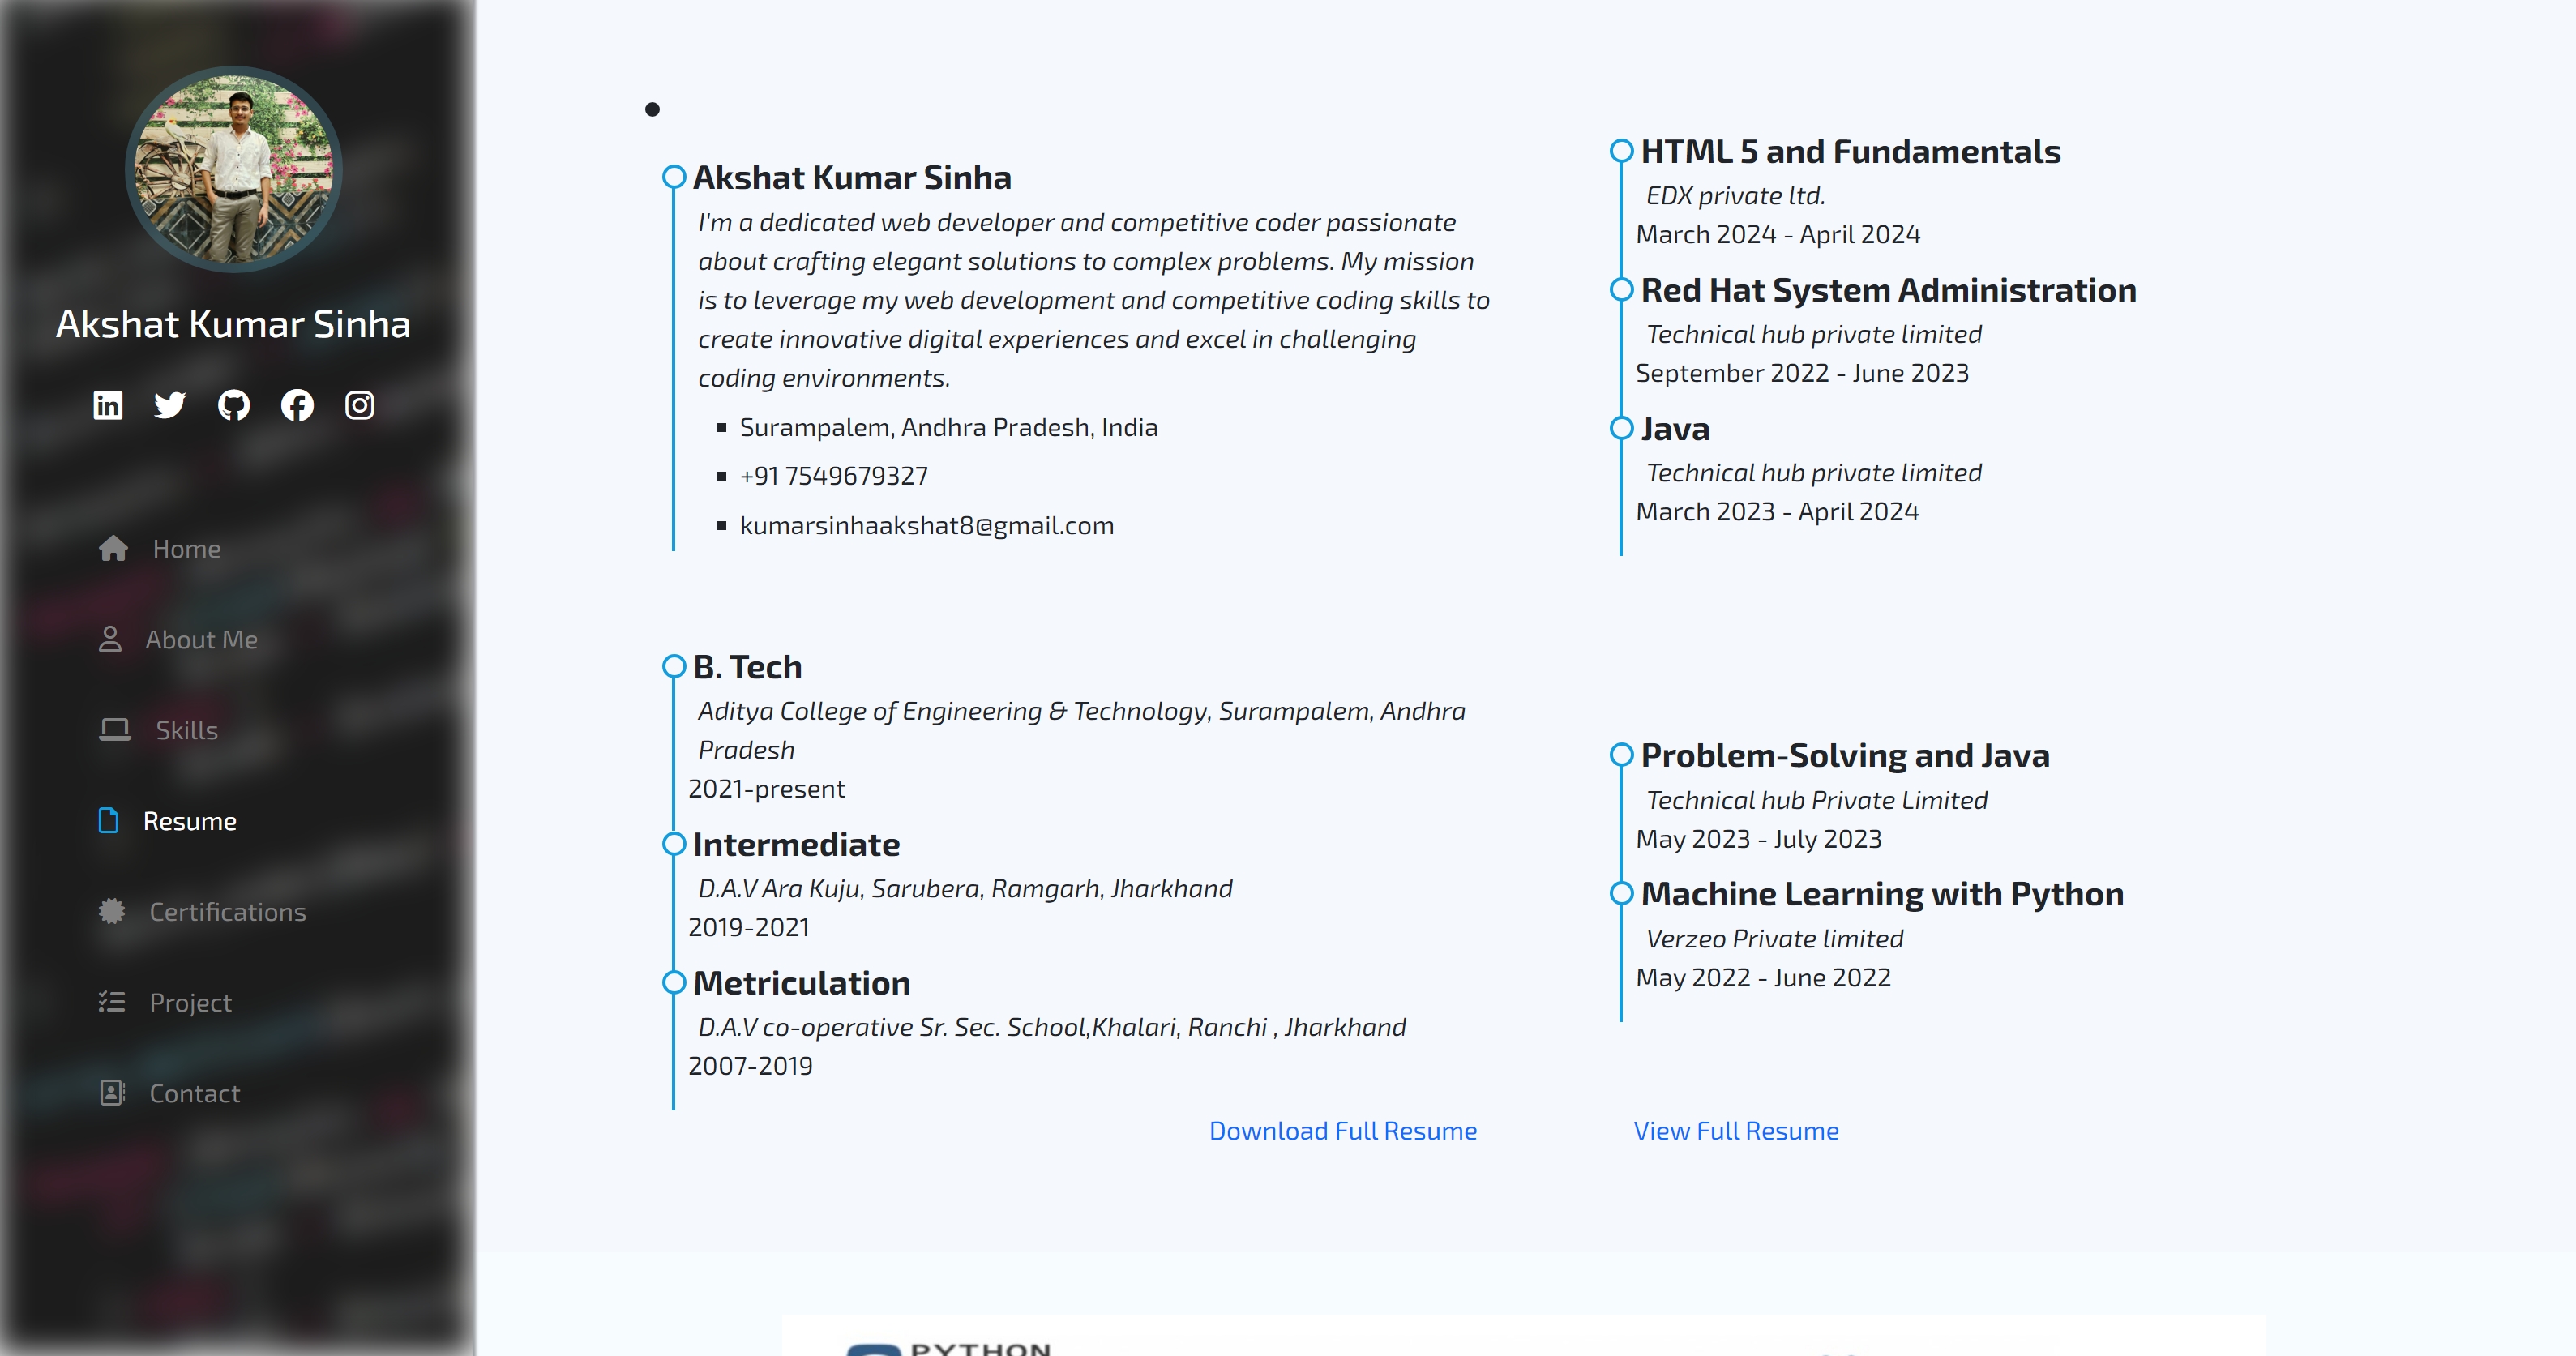 Akshat Kumar Sinha
Home
About Me
Skills
Resume
Certifications
Project
Contact
Akshat Kumar Sinha
I'm a dedicated web developer and competitive coder passionate
about crafting elegant solutions to complex problems. My mission
is to leverage my web development and competitive coding skills to
create innovative digital experiences and excel in challenging
coding environments.
Surampalem, Andhra Pradesh, India
+91 7549679327
kumarsinhaakshat8@gmail.com
B. Tech
Aditya College of Engineering & Technology, Surampalem, Andhra
Pradesh
2021-present
Intermediate
D.A.V Ara Kuju, Sarubera, Ramgarh, Jharkhand
2019-2021
Metriculation
D.A.V co-operative Sr. Sec. School,Khalari, Ranchi , Jharkhand
2007-2019
Download Full Resume
HTML 5 and Fundamentals
EDX private ltd.
March 2024 - April 2024
Red Hat System Administration
Technical hub private limited
September 2022 - June 2023
Java
Technical hub private limited
March 2023 - April 2024
Problem-Solving and Java
Technical hub Private Limited
May 2023 - July 2023
Machine Learning with Python
Verzeo Private limited
May 2022 - June 2022
View Full Resume
PYTHON